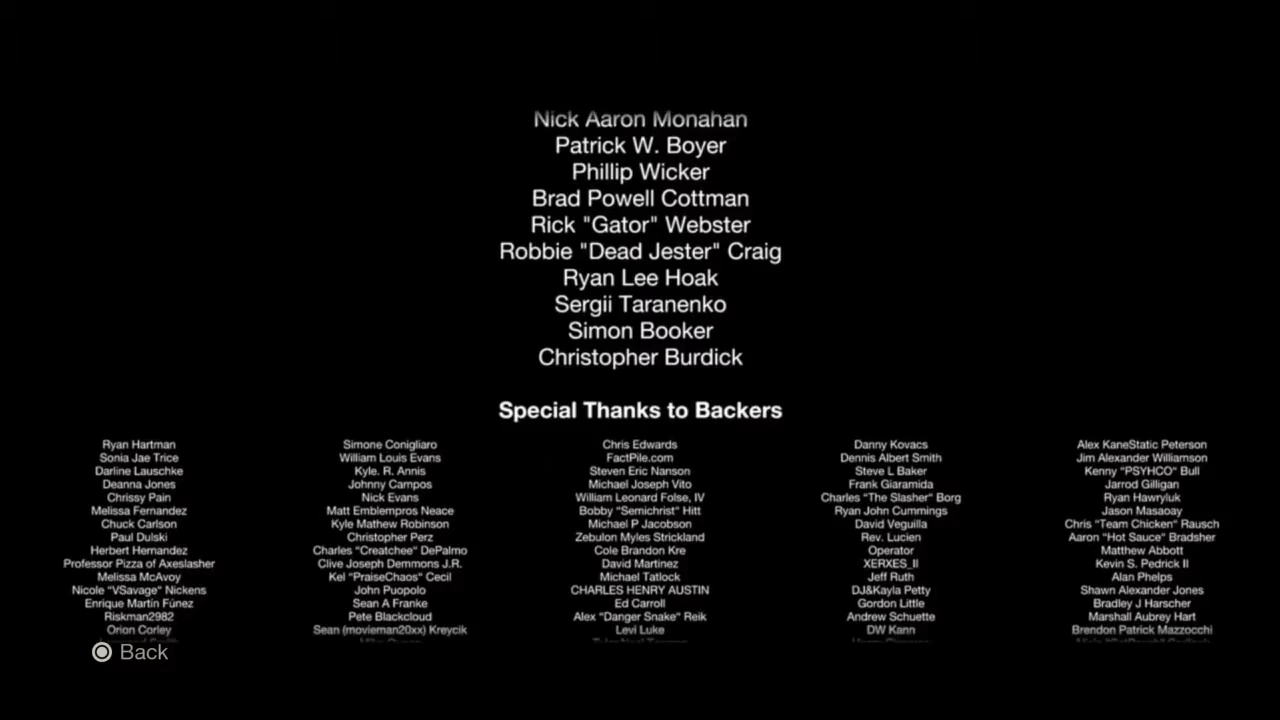 Nick Aaron Monahan
Patrick W. Boyer
Phillip Wicker
Brad Powell Cottman
Rick "Gator" Webster
Robbie "Dead Jester" Craig
Ryan Lee Hoak
Sergii Taranenko
Simon Booker
Christopher Burdick
Special Thanks to Backers
Ryan Hartman
Sonia Jae Trice
Darline Lauschke
Deanna Jones
Chrissy Pain
Melissa Fernandez
Chuck Carlson
Paul Dulski
Herbert Hernandez
Professor Pizza of Axeslasher
Melissa McAvoy
Nicole "VSavage" Nickens
Enrique Martín Fúnez
Riskman2982
Orion Corley
Simone Conigliaro
William Louis Evans
Kyle. R. Annis
Johnny Campos
Nick Evans
Matt Emblempros Neace
Kyle Mathew Robinson
Christopher Perz
Charles "Creatchee" DePalmo
Clive Joseph Demmons J.R.
Kel "PraiseChaos" Cecil
John Puopolo
Sean A Franke
Pete Blackcloud
Sean (movieman20xx) Kreycik
Chris Edwards
FactPile.com
Steven Eric Nanson
Michael Joseph Vito
William Leonard Folse, IV
Bobby "Semichrist" Hitt
Michael P Jacobson
Zebulon Myles Strickland
Cole Brandon Kre
David Martinez
Michael Tatlock
CHARLES HENRY AUSTIN
Ed Carroll
Alex "Danger Snake" Reik
Levi Luke
Danny Kovacs
Dennis Albert Smith
Steve L Baker
Frank Giaramida
Charles "The Slasher" Borg
Ryan John Cummings
David Veguilla
Rev. Lucien
Operator
XERXES_II
Jeff Ruth
DJ&Kayla Petty
Gordon Little
Andrew Schuette
DW Kann
Alex KaneStatic Peterson
Jim Alexander Williamson
Kenny "PSYHCO" Bull
Jarrod Gilligan
Ryan Hawryluk
Jason Masaoay
Chris "Team Chicken" Rausch
Aaron "Hot Sauce" Bradsher
Matthew Abbott
Kevin S. Pedrick II
Alan Phelps
Shawn Alexander Jones
Bradley J Harscher
Marshall Aubrey Hart
Brendon Patrick Mazzocchi
Back